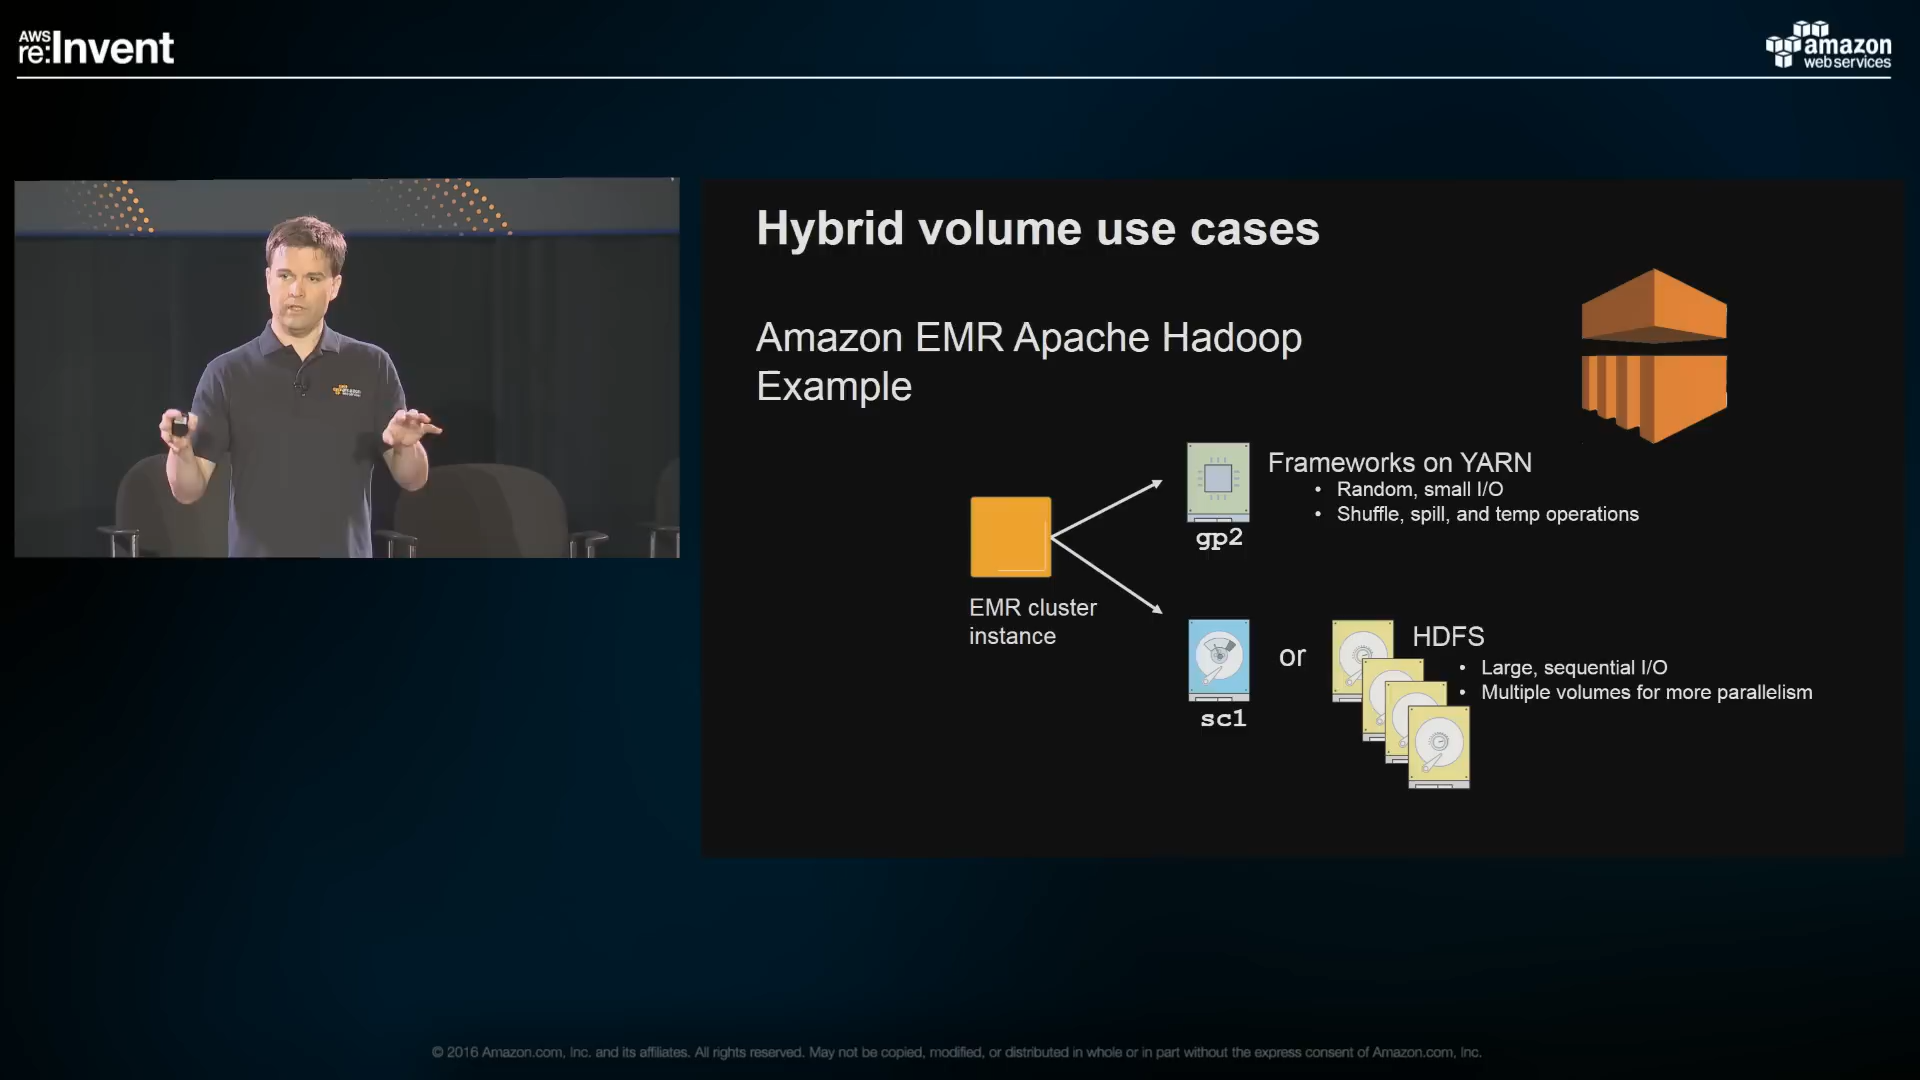 AWS
re:Invent
amazon
web services
Hybrid volume use cases
Amazon EMR Apache Hadoop
Example
Frameworks on YARN
• Random, small I/O
• Shuffle, spill, and temp operations
gp2
EMR cluster
instance
or
HDFS
• Large, sequential I/O
• Multiple volumes for more parallelism
sc1
© 2016 Amazon.com, Inc. and its affiliates. All rights reserved. May not be copied, modified, or distributed in whole or in part without the express consent of Amazon.com, Inc.